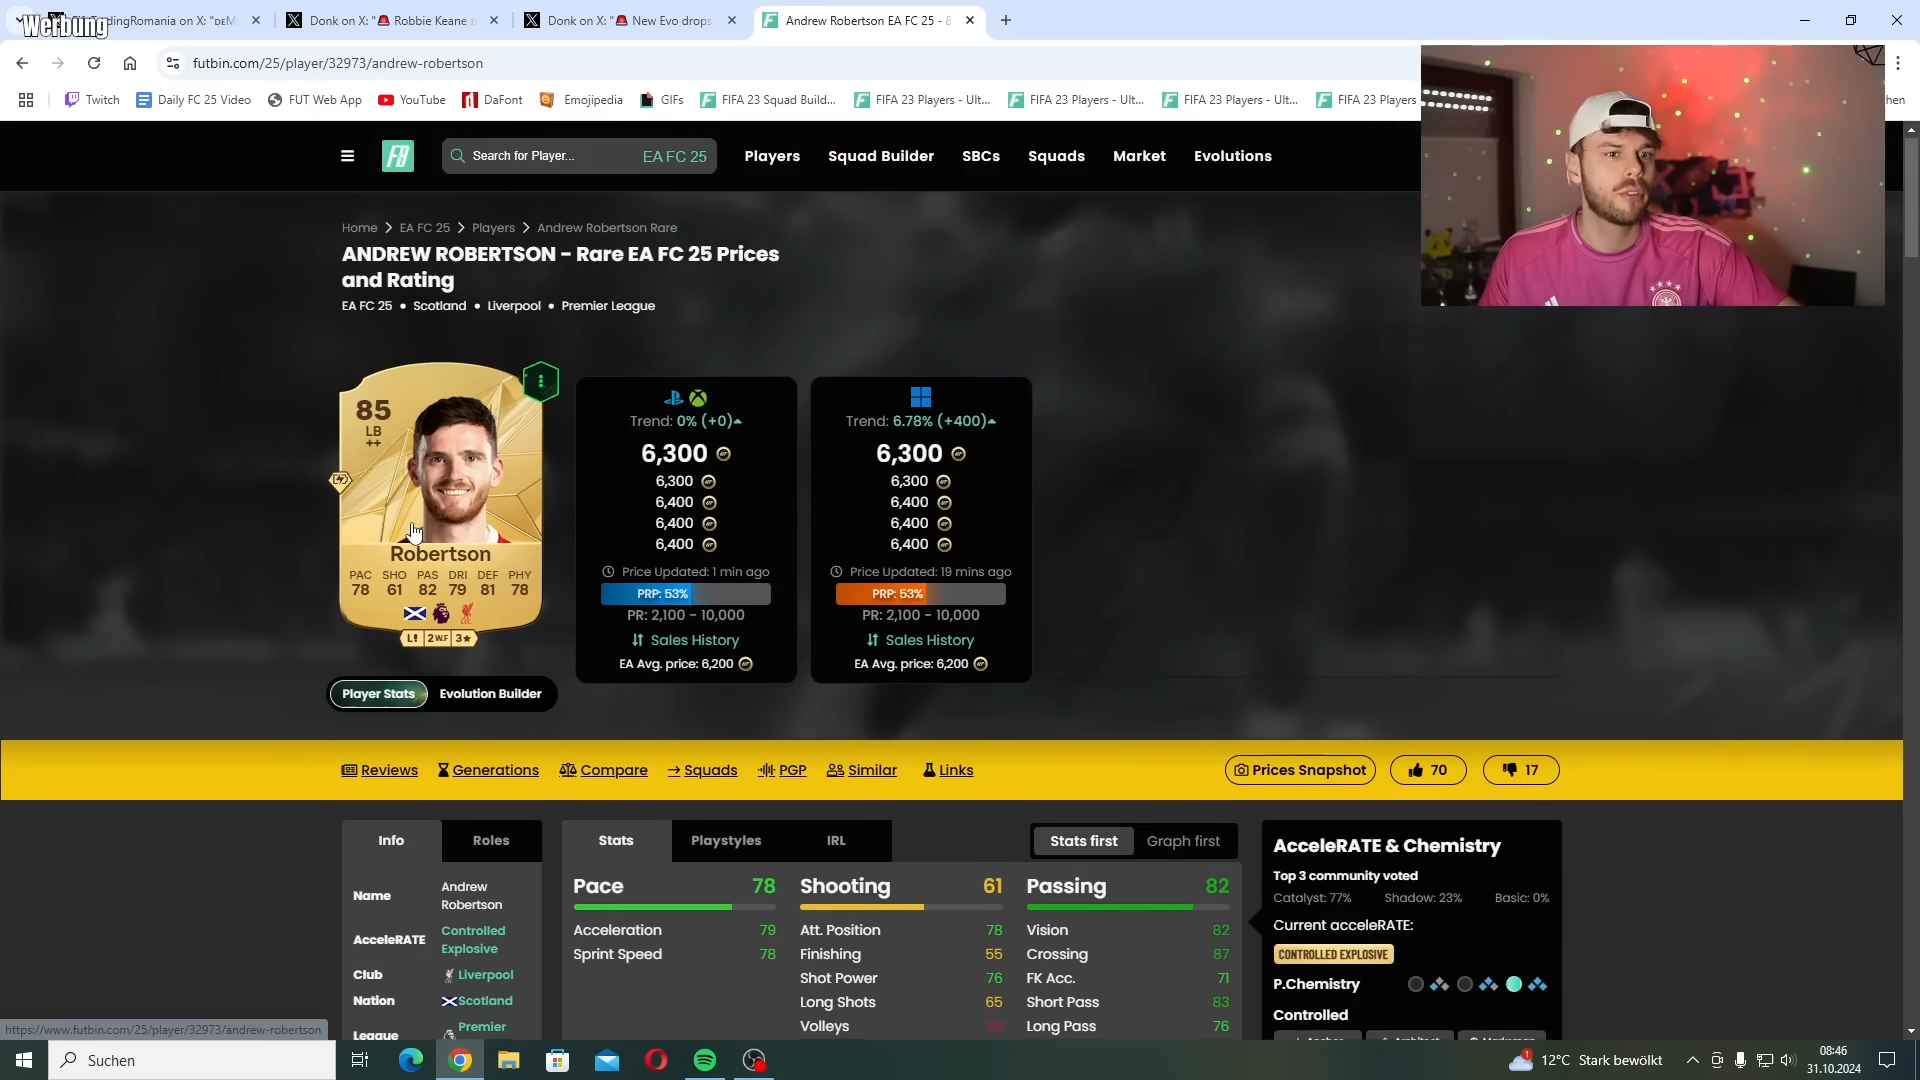 Werbung
TradingRomania on X: "DEM
Donk on X: "🚨 Robbie Keane
Donk on X: "🚨 New Evo drops
Andrew Robertson EA FC 25 - 8
futbin.com/25/player/32973/andrew-robertson
Twitch
Daily FC 25 Video
FUT Web App
YouTube
DaFont
Emojipedia
GIFs
FIFA 23 Squad Build...
FIFA 23 Players - Ult...
FIFA 23 Players - Ult...
FIFA 23 Players - Ult...
FIFA 23 Players
hen
Search for Player...
EA FC 25
Players
Squad Builder
SBCs
Squads
Market
Evolutions
Home > EA FC 25 > Players > Andrew Robertson Rare
ANDREW ROBERTSON - Rare EA FC 25 Prices
and Rating
EA FC 25 • Scotland • Liverpool • Premier League
85
LB
++
Robertson
PAC SHO PAS DRI DEF PHY
78 61 82 79 81 78
L! 2 W.F 3★
Trend: 0% (+0)
6,300
6,300
6,400
6,400
6,400
Price Updated: 1 min ago
PRP: 53%
PR: 2,100 - 10,000
Sales History
EA Avg. price: 6,200
Trend: 6.78% (+400)
6,300
6,300
6,400
6,400
6,400
Price Updated: 19 mins ago
PRP: 53%
PR: 2,100 - 10,000
Sales History
EA Avg. price: 6,200
Player Stats
Evolution Builder
Reviews
Generations
Compare
Squads
PGP
Similar
Links
Prices Snapshot
70
17
Info
Roles
Name
Andrew
Robertson
AcceleRATE
Controlled
Explosive
Club
Liverpool
Nation
Scotland
League
Premier
Stats
Playstyles
IRL
Stats first
Graph first
Pace 78
Acceleration 79
Sprint Speed 78
Shooting 61
Att. Position 78
Finishing 55
Shot Power 76
Long Shots 65
Volleys
Passing 82
Vision 82
Crossing 87
FK Acc. 71
Short Pass 83
Long Pass 76
AcceleRATE & Chemistry
Top 3 community voted
Catalyst: 77% Shadow: 23% Basic: 0%
Current acceleRATE:
CONTROLLED EXPLOSIVE
P.Chemistry
Controlled
https://www.futbin.com/25/player/32973/andrew-robertson
Suchen
12°C Stark bewölkt
08:46
31.10.2024